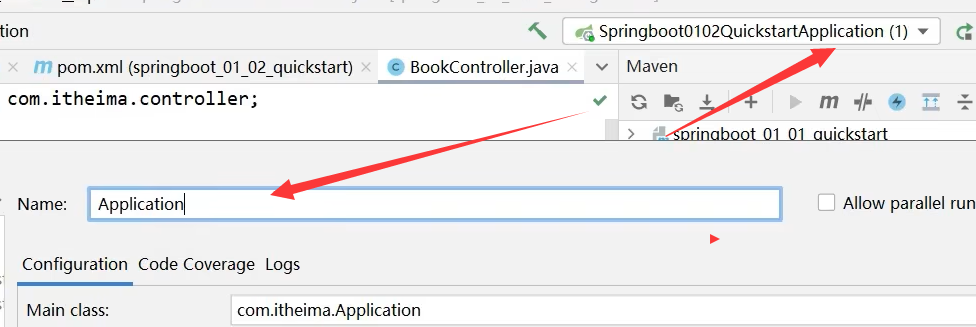 tion
Springboot0102QuickstartApplication (1)
m pom.xml (springboot_01_02_quickstart)
C BookController.java
Maven
com.itheima.controller;
m
springboot_01_01_quickstart
Name:
Application
Allow parallel run
Configuration
Code Coverage
Logs
Main class:
com.itheima.Application